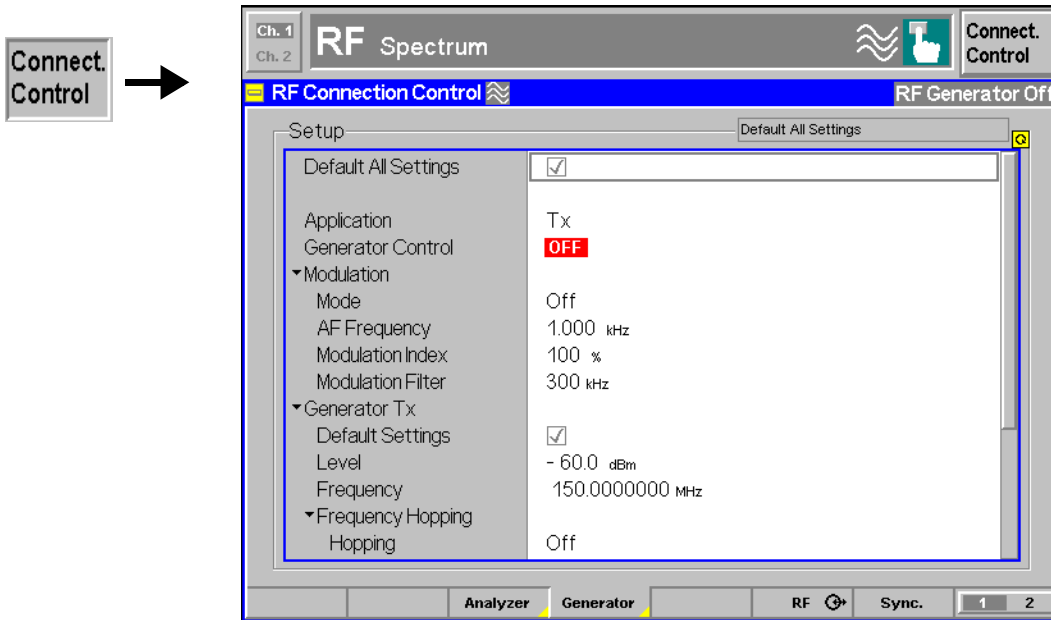 Connect.
Control
Ch. 1
Ch. 2
RF Spectrum
Connect.
Control
RF Connection Control
RF Generator Off
Setup
Default All Settings
Default All Settings
Application Tx
Generator Control OFF
Modulation
Mode Off
AF Frequency 1.000 kHz
Modulation Index 100 %
Modulation Filter 300 kHz
Generator Tx
Default Settings
Level - 60.0 dBm
Frequency 150.0000000 MHz
Frequency Hopping
Hopping Off
Analyzer Generator RF Sync. 1 2